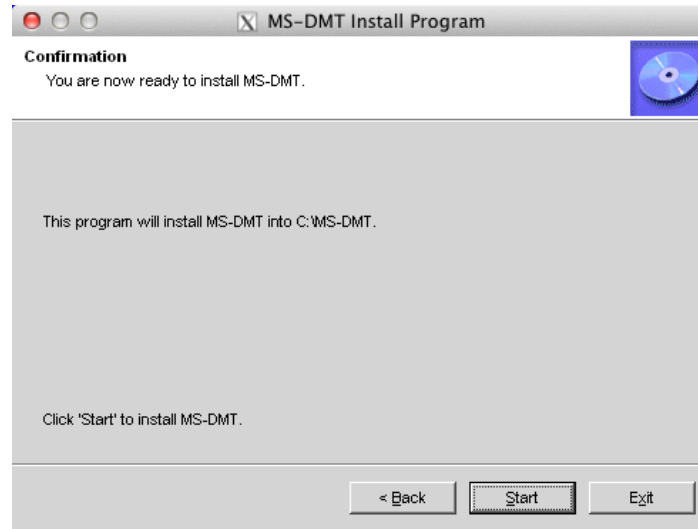 MS-DMT Install Program
Confirmation
You are now ready to install MS-DMT.
This program will install MS-DMT into C:\MS-DMT.
Click 'Start' to install MS-DMT.
< Back
Start
Exit